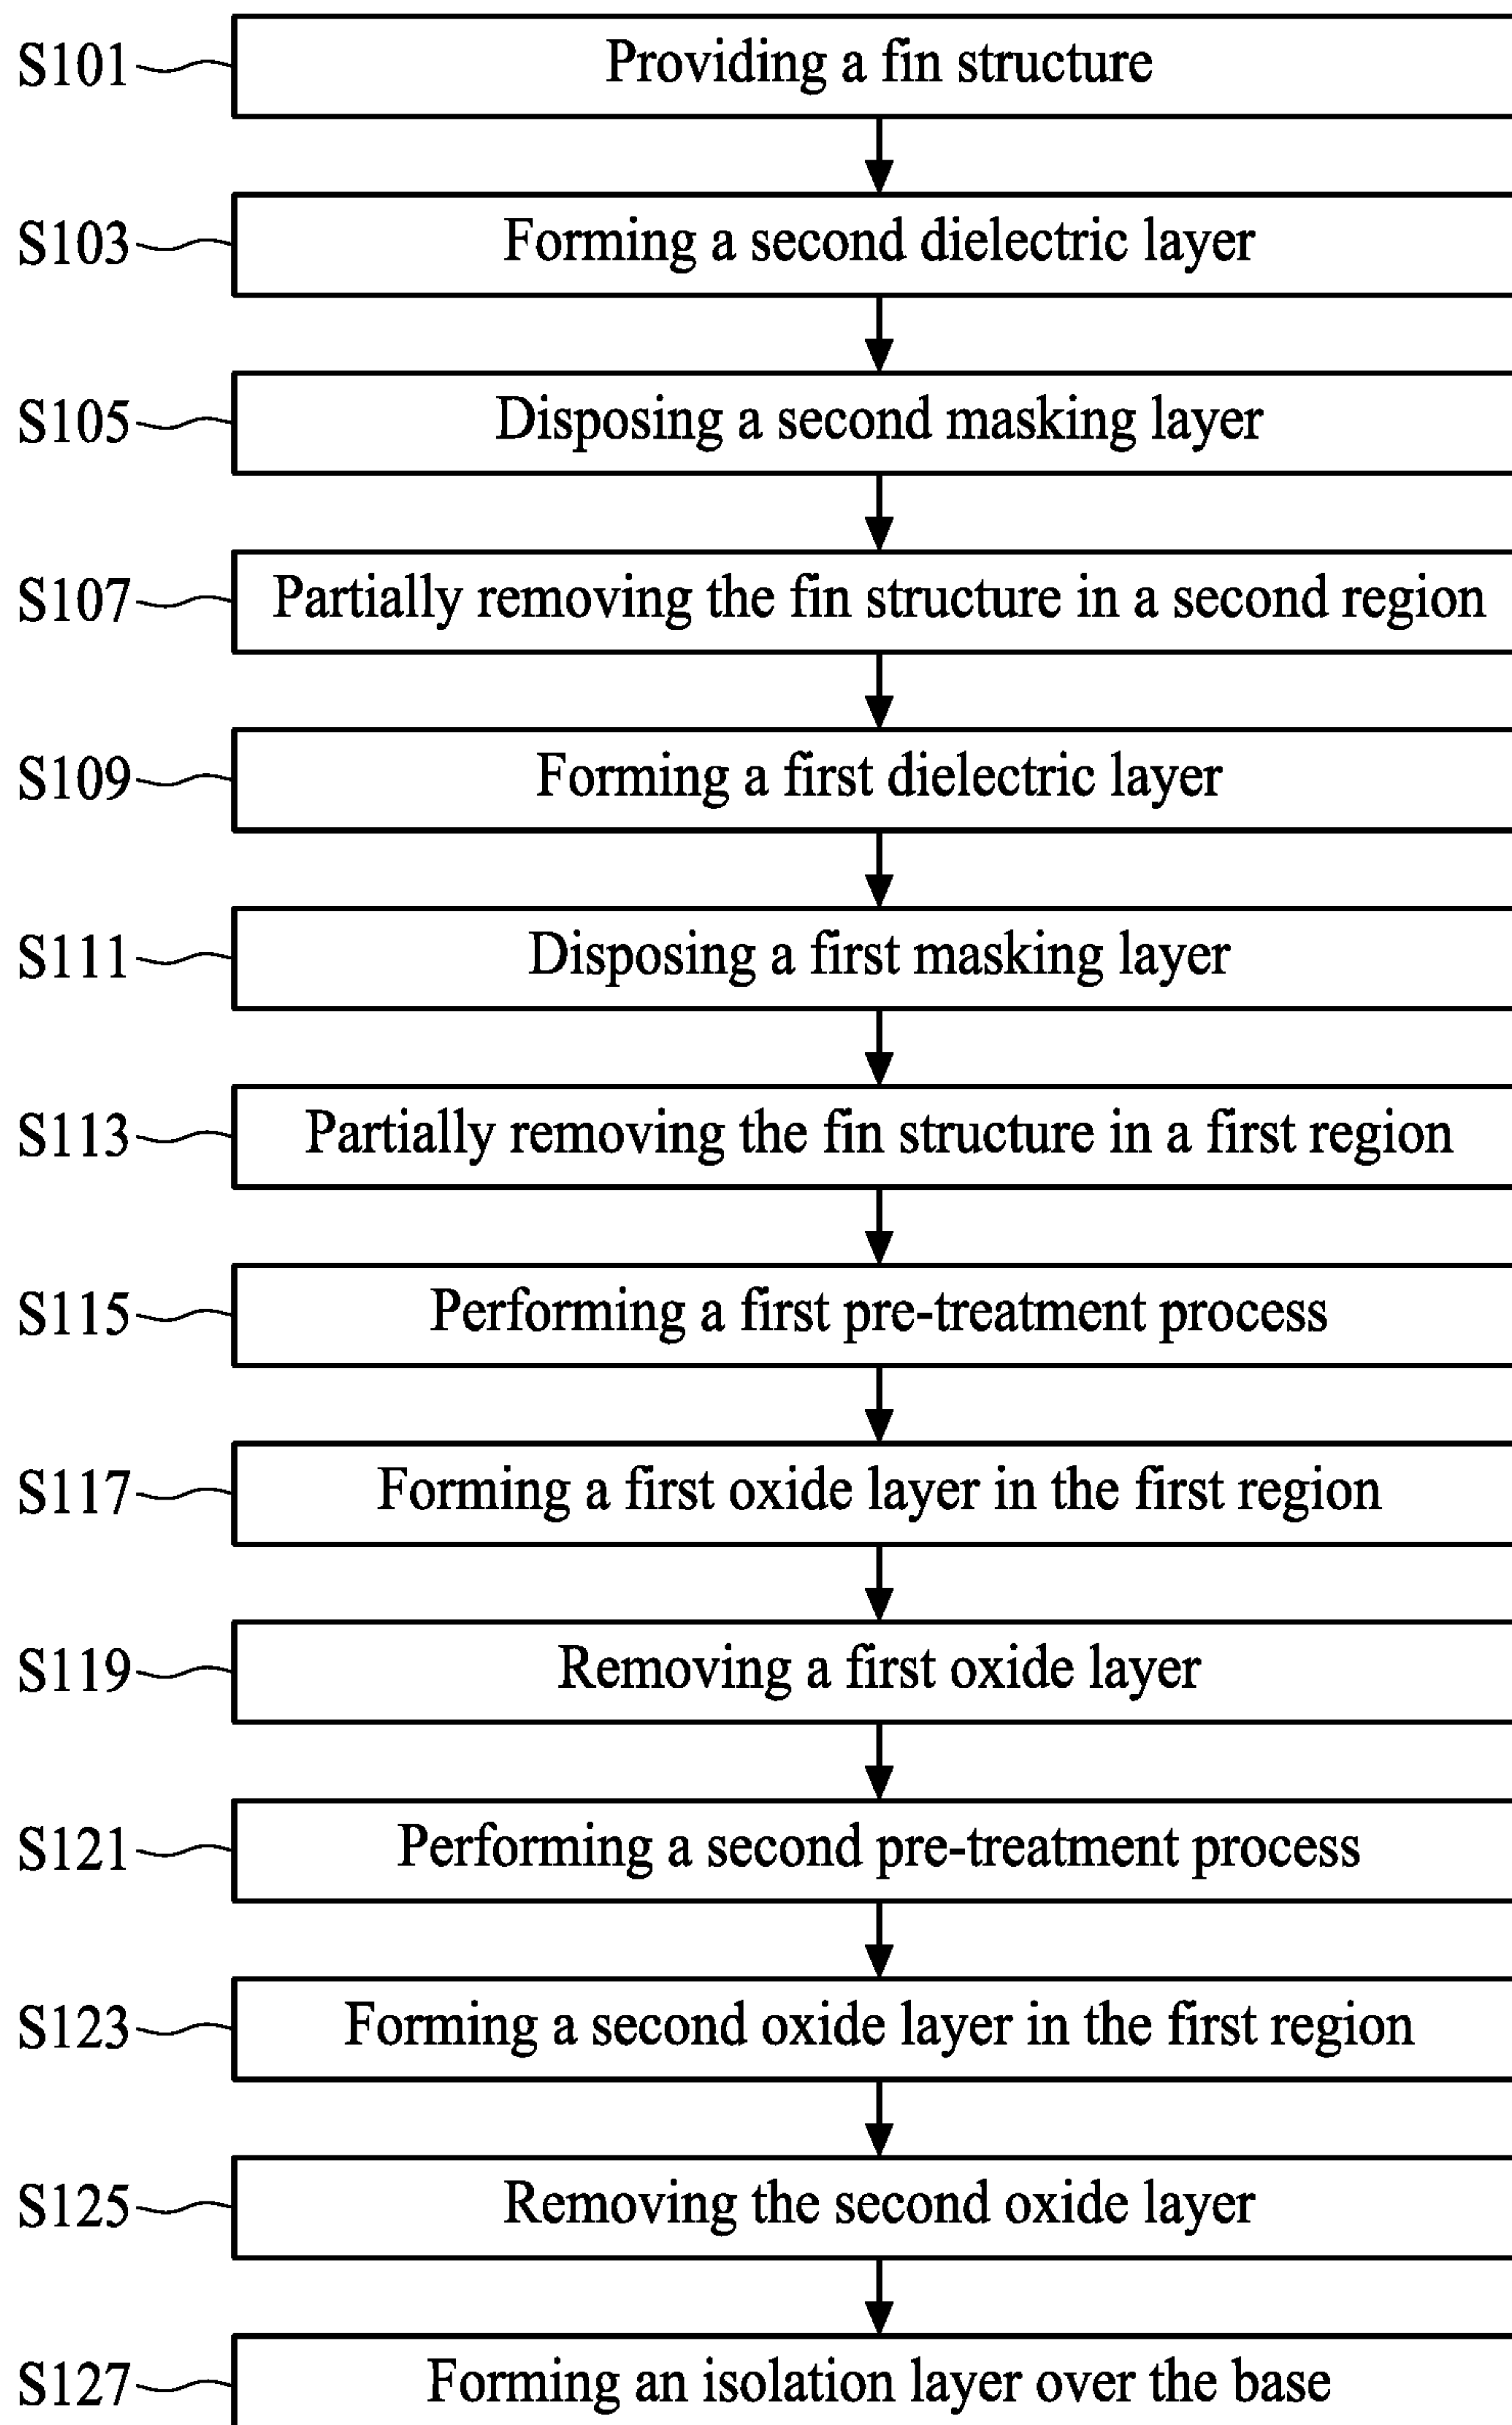 S101 Providing a fin structure
S103 Forming a second dielectric layer
S105 Disposing a second masking layer
S107 Partially removing the fin structure in a second region
S109 Forming a first dielectric layer
S111 Disposing a first masking layer
S113 Partially removing the fin structure in a first region
S115 Performing a first pre-treatment process
S117 Forming a first oxide layer in the first region
S119 Removing a first oxide layer
S121 Performing a second pre-treatment process
S123 Forming a second oxide layer in the first region
S125 Removing the second oxide layer
S127 Forming an isolation layer over the base